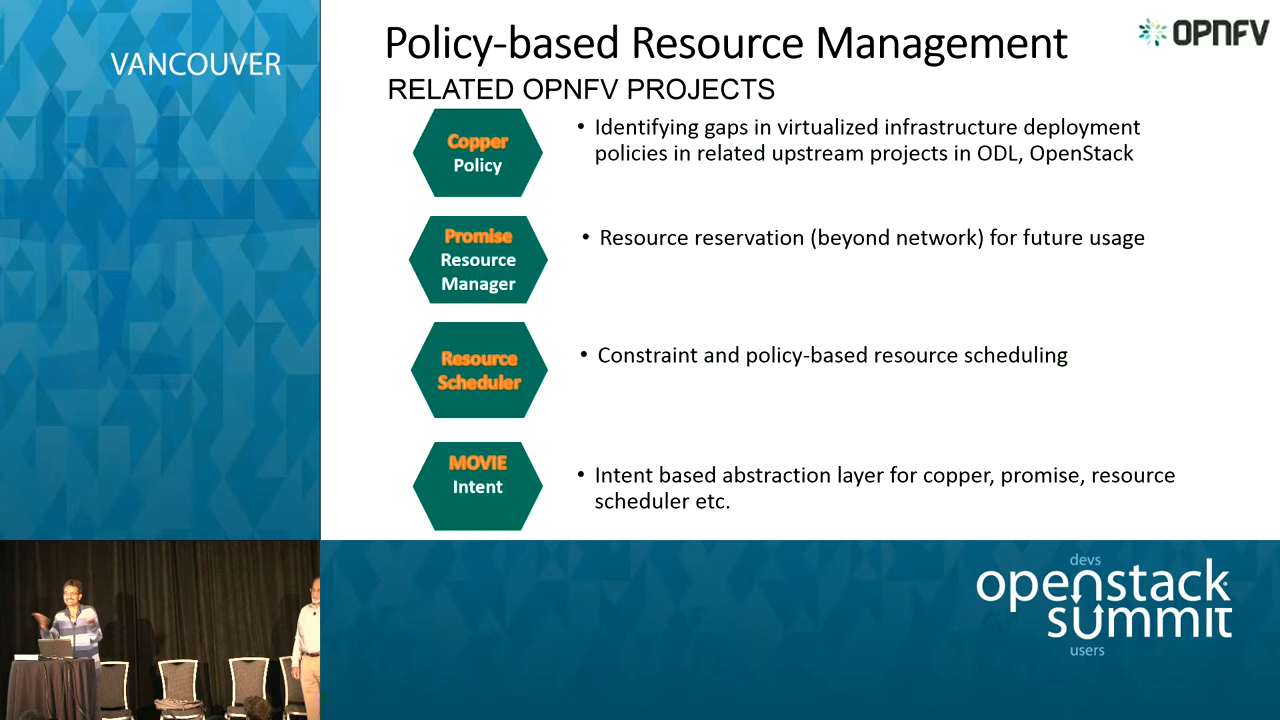 VANCOUVER
Policy-based Resource Management
OPNFV
RELATED OPNFV PROJECTS
Copper
Policy
• Identifying gaps in virtualized infrastructure deployment
policies in related upstream projects in ODL, OpenStack
Promise
Resource
Manager
• Resource reservation (beyond network) for future usage
Resource
Scheduler
• Constraint and policy-based resource scheduling
MOVIE
Intent
• Intent based abstraction layer for copper, promise, resource
scheduler etc.
devs
openstack
summit
users